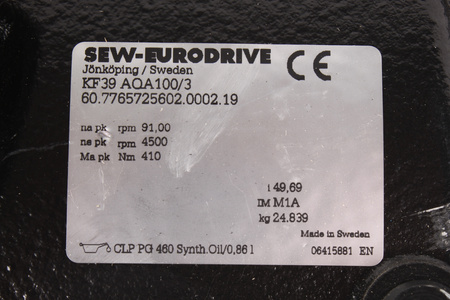 SEW-EURODRIVE CE
Jönköping / Sweden
KF39 AQA100/3
60.7765725602.0002.19
na pk rpm 91,00
ne pk rpm 4500
Ma pk Nm 410
i 49,69
IM M1A
kg 24.839
Made in Sweden
CLP PG 460 Synth.Oil/0,86 l
06415881 EN